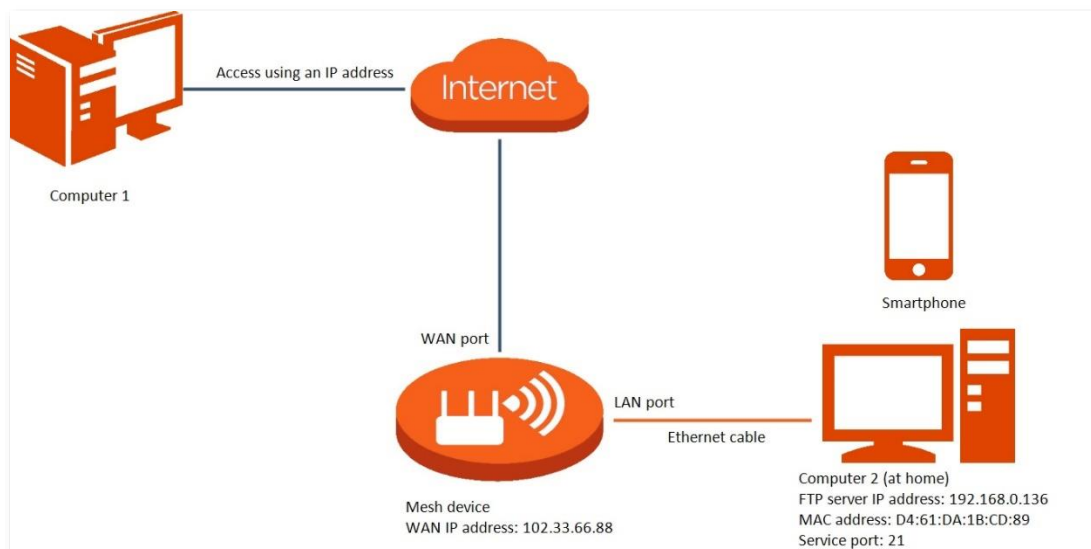 Access using an IP address
Internet
Computer 1
Smartphone
WAN port
LAN port
Ethernet cable
Mesh device
WAN IP address: 102.33.66.88
Computer 2 (at home)
FTP server IP address: 192.168.0.136
MAC address: D4:61:DA:1B:CD:89
Service port: 21